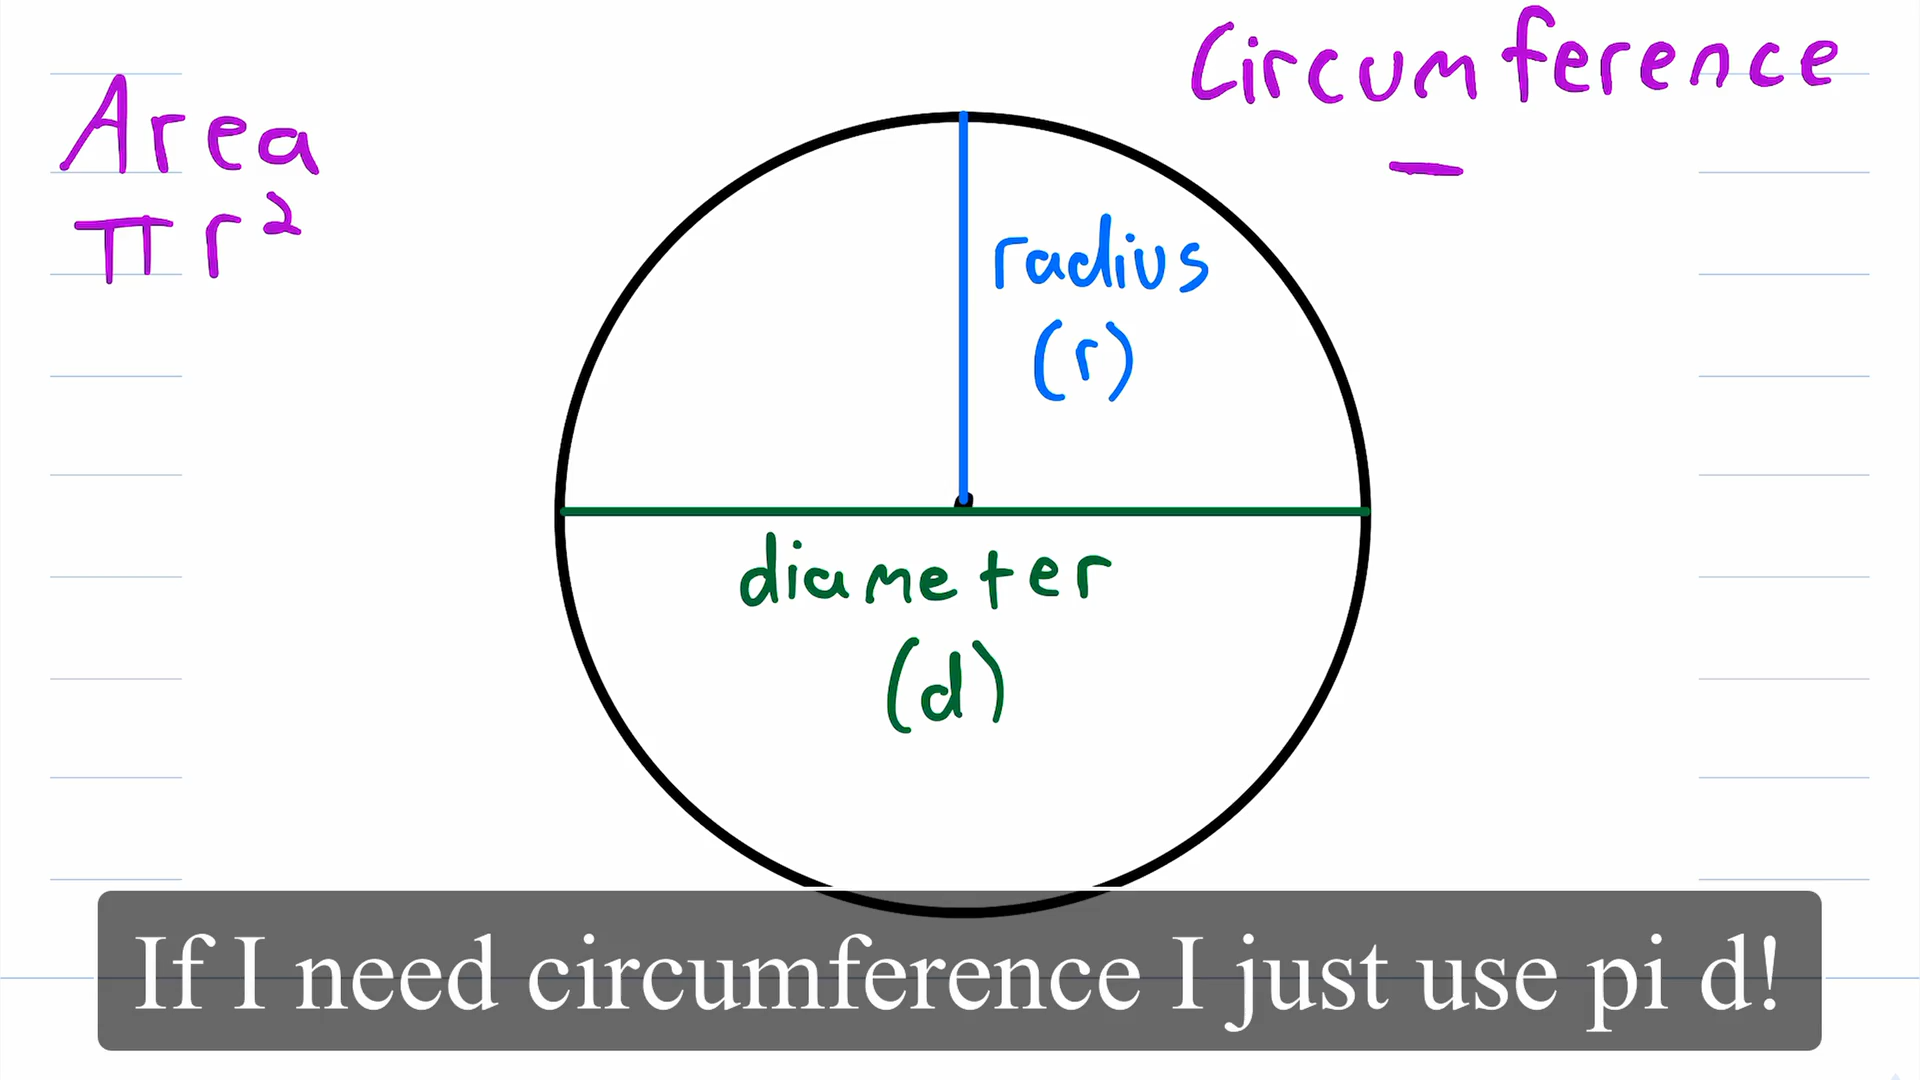 Area
πr²
Circumference
radius
(r)
diameter
(d)
If I need circumference I just use pi d!